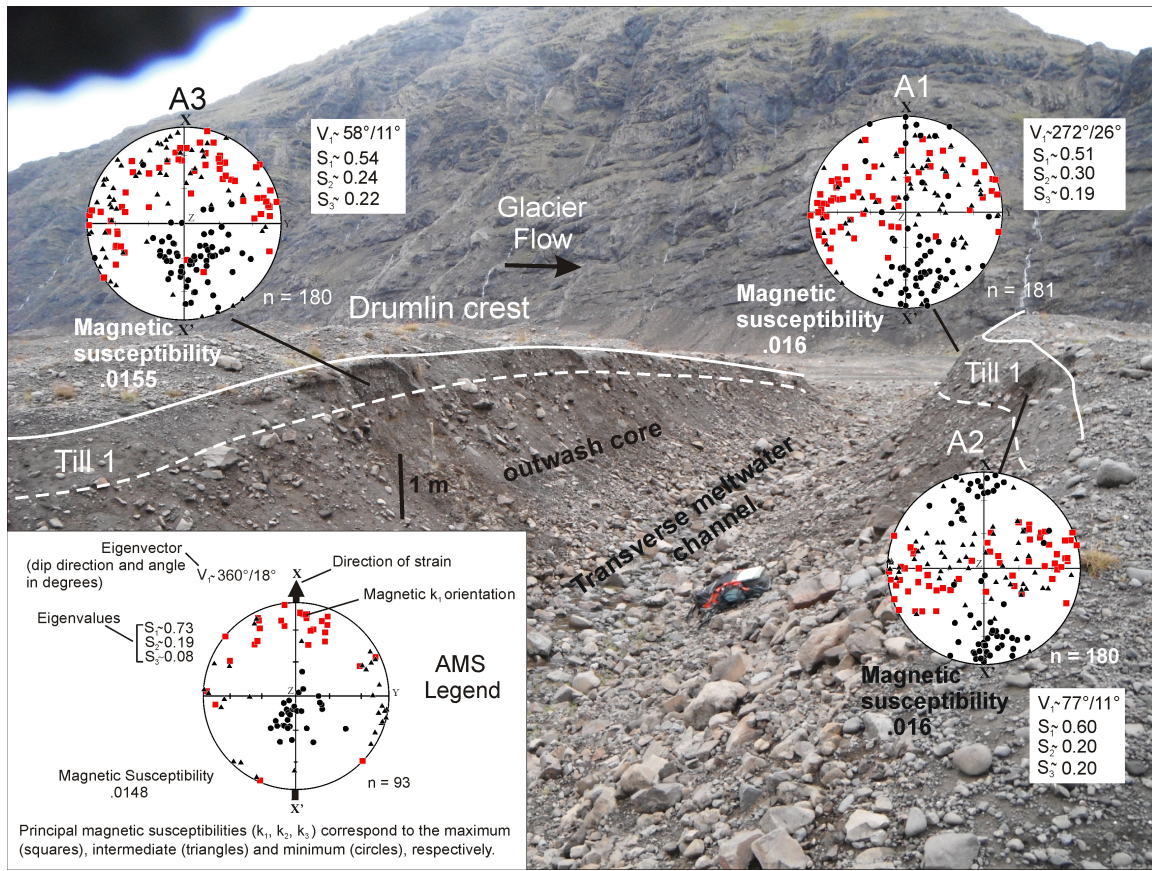 A3
X
Z
X'
V₁~ 58°/11°
S₁~ 0.54
S₂~ 0.24
S₃~ 0.22
n = 180
Magnetic
susceptibility
.0155
Glacier
Flow
Drumlin crest
A1
X
Z
Y
X'
V₁~272°/26°
S₁~ 0.51
S₂~ 0.30
S₃~ 0.19
n = 181
Magnetic
susceptibility
.016
Till 1
Till 1
outwash core
1 m
Transverse meltwater
channel
A2
X
Z
X'
n = 180
Magnetic
susceptibility
.016
V₁~77°/11°
S₁~ 0.60
S₂~ 0.20
S₃~ 0.20
Eigenvector
(dip direction and angle
in degrees)
V₁~360°/18°
Direction of strain
X
Magnetic k₁ orientation
Eigenvalues
S₁~0.73
S₂~0.19
S₃~0.08
Z
Y
AMS
Legend
Magnetic Susceptibility
.0148
n = 93
X'
Principal magnetic susceptibilities (k₁, k₂, k₃ ) correspond to the maximum
(squares), intermediate (triangles) and minimum (circles), respectively.